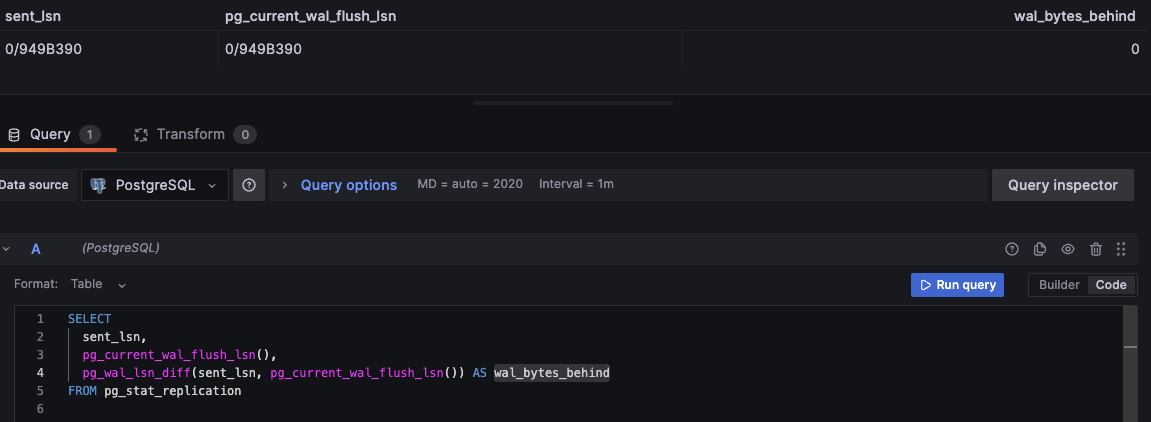 sent_lsn pg_current_wal_flush_lsn wal_bytes_behind
0/949B390 0/949B390 0
Query 1 Transform 0
Data source PostgreSQL Query options MD = auto = 2020 Interval = 1m Query inspector
A (PostgreSQL)
Format: Table Run query Builder Code
1 SELECT
2 sent_lsn,
3 pg_current_wal_flush_lsn(),
4 pg_wal_lsn_diff(sent_lsn, pg_current_wal_flush_lsn()) AS wal_bytes_behind
5 FROM pg_stat_replication
6